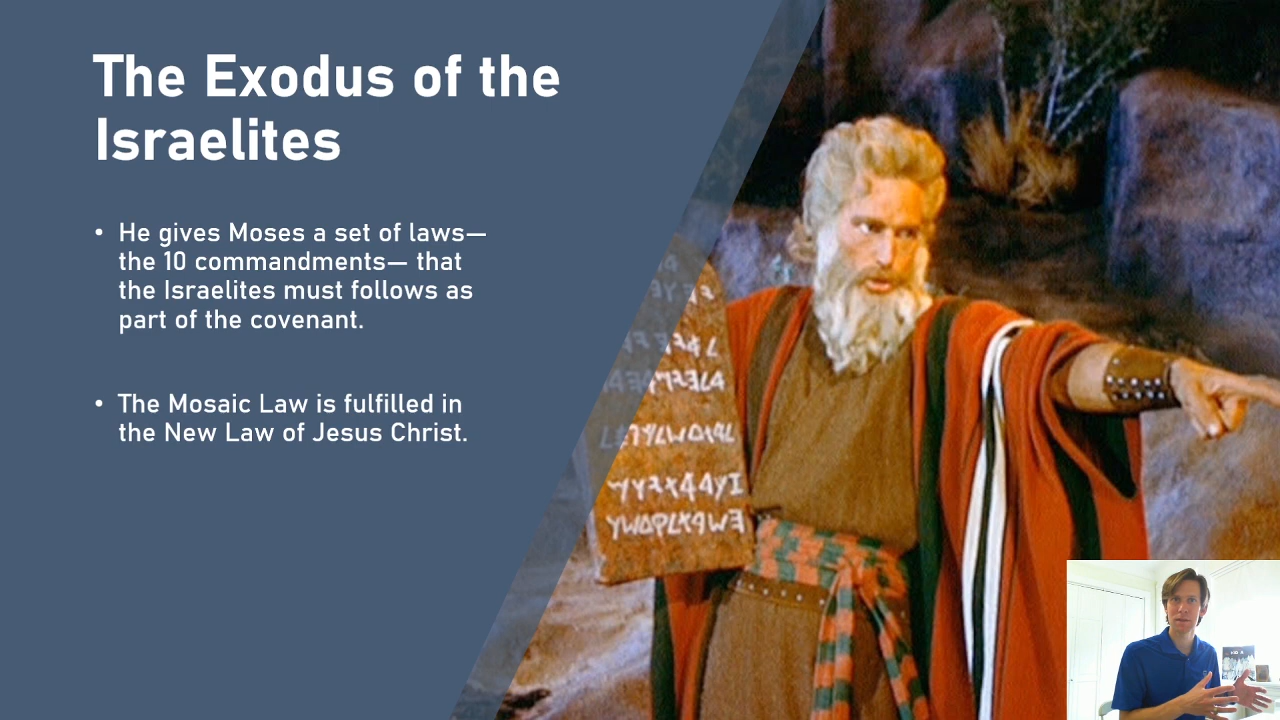 The Exodus of the
Israelites
• He gives Moses a set of laws—
the 10 commandments— that
the Israelites must follows as
part of the covenant.
• The Mosaic Law is fulfilled in
the New Law of Jesus Christ.